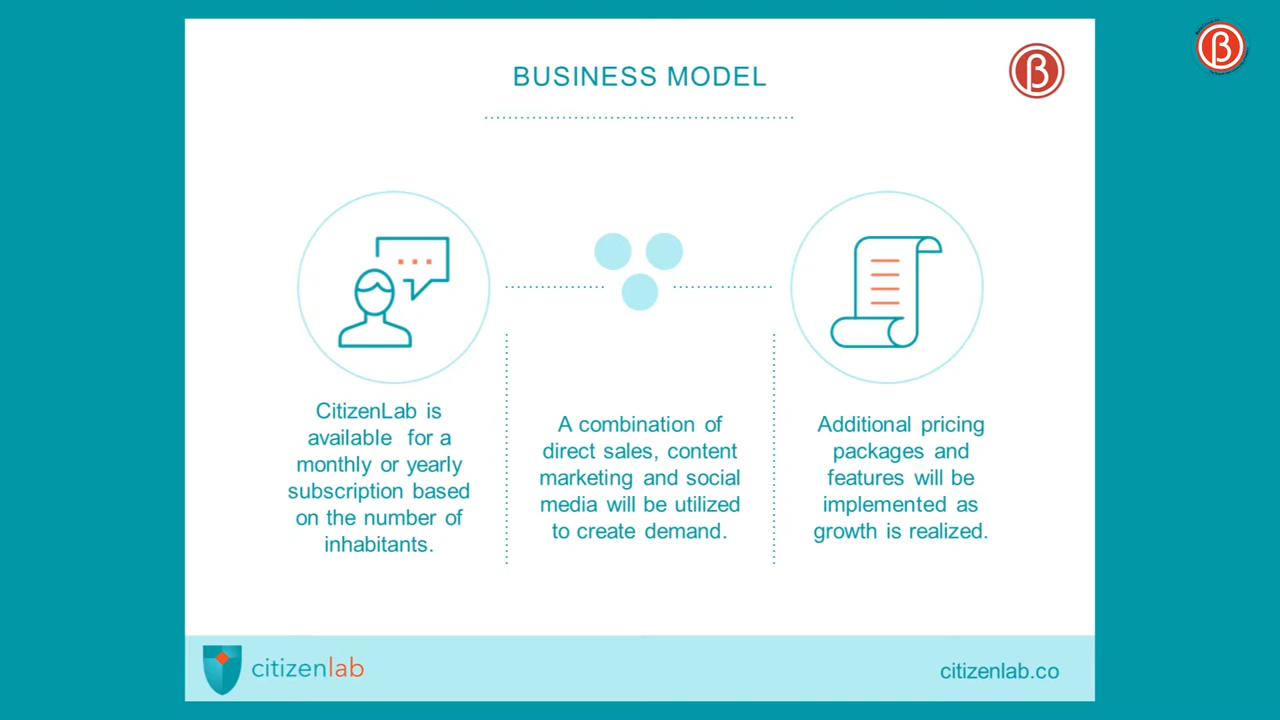 BUSINESS MODEL
β
β
CitizenLab is
available for a
monthly or yearly
subscription based
on the number of
inhabitants.
A combination of
direct sales, content
marketing and social
media will be utilized
to create demand.
Additional pricing
packages and
features will be
implemented as
growth is realized.
citizenlab
citizenlab.co